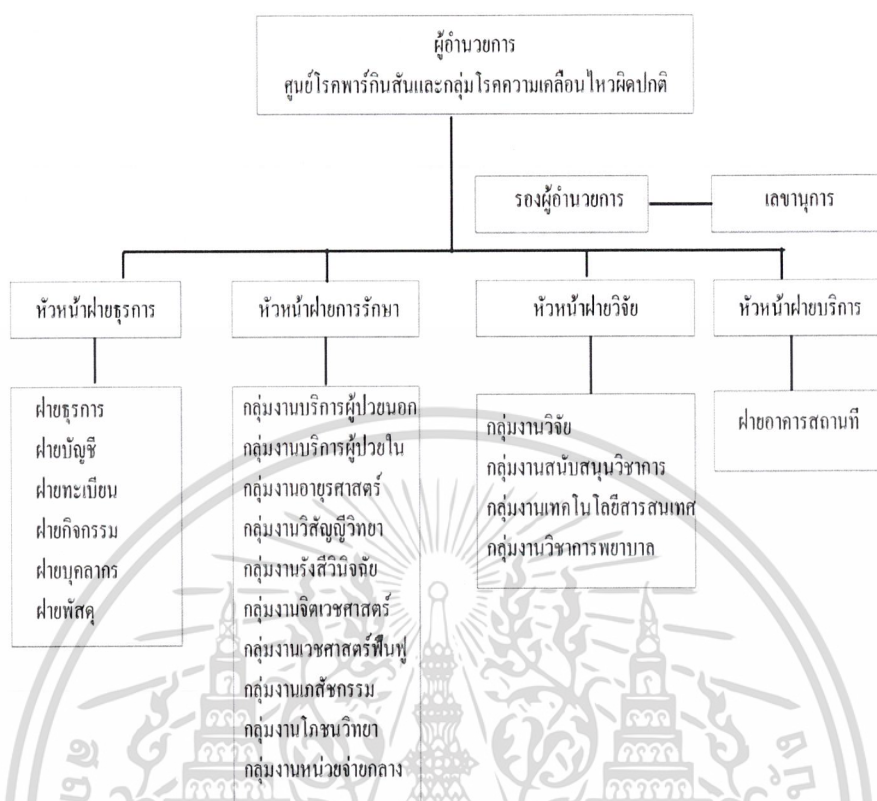 ผู้อำนวยการ
ศูนย์โรคพาร์กินสันและกลุ่มโรคความเคลื่อนไหวผิดปกติ
รองผู้อำนวยการ
เลขานุการ
หัวหน้าฝ่ายธุรการ
หัวหน้าฝ่ายการรักษา
หัวหน้าฝ่ายวิจัย
หัวหน้าฝ่ายบริการ
ฝ่ายธุรการ
ฝ่ายบัญชี
ฝ่ายทะเบียน
ฝ่ายกิจกรรม
ฝ่ายบุคลากร
ฝ่ายพัสดุ
กลุ่มงานบริการผู้ป่วยนอก
กลุ่มงานบริการผู้ป่วยใน
กลุ่มงานอายุรศาสตร์
กลุ่มงานวิสัญญีวิทยา
กลุ่มงานรังสีวินิจฉัย
กลุ่มงานจิตเวชศาสตร์
กลุ่มงานเวชศาสตร์ฟื้นฟู
กลุ่มงานเภสัชกรรม
กลุ่มงานโภชนวิทยา
กลุ่มงานหน่วยจ่ายกลาง
กลุ่มงานวิจัย
กลุ่มงานสนับสนุนวิชาการ
กลุ่มงานเทคโนโลยีสารสนเทศ
กลุ่มงานวิชาการพยาบาล
ฝ่ายอาคารสถานที่